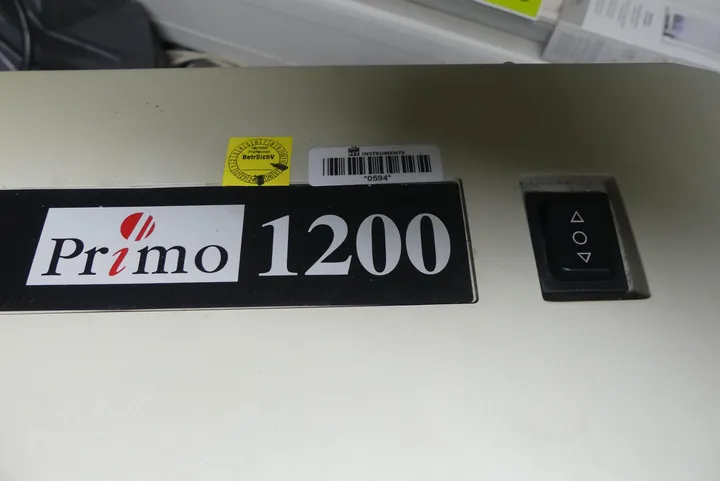 BetrSichV
INSTRUMENTS
*0594*
Primo 1200